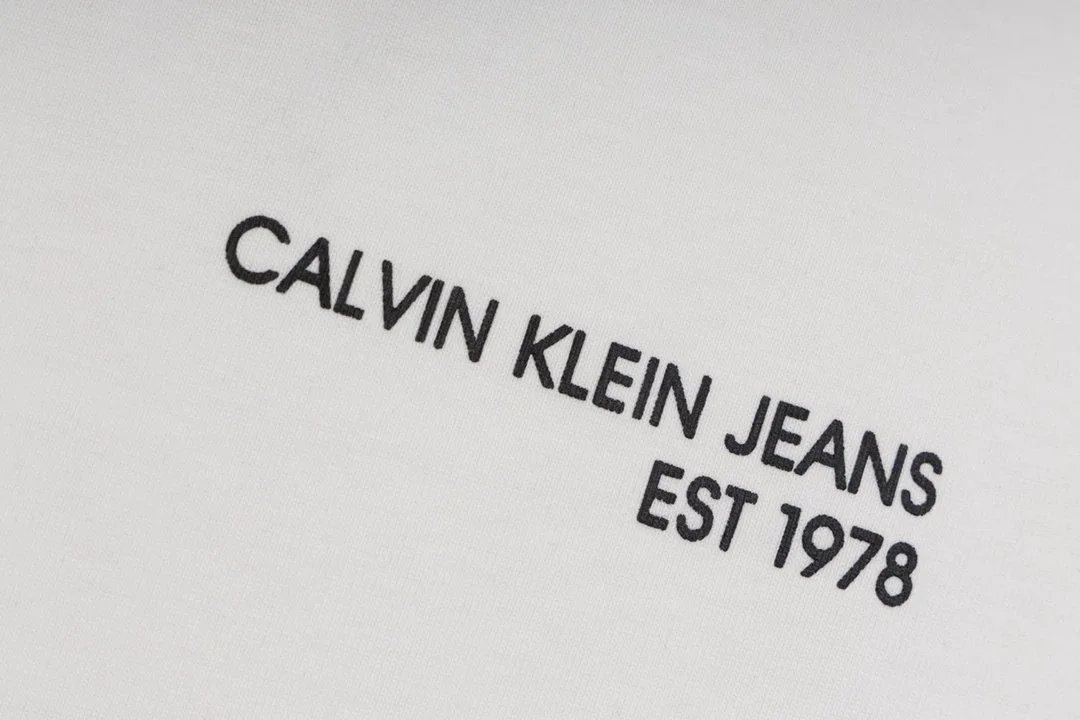 CALVIN KLEIN JEANS
EST 1978